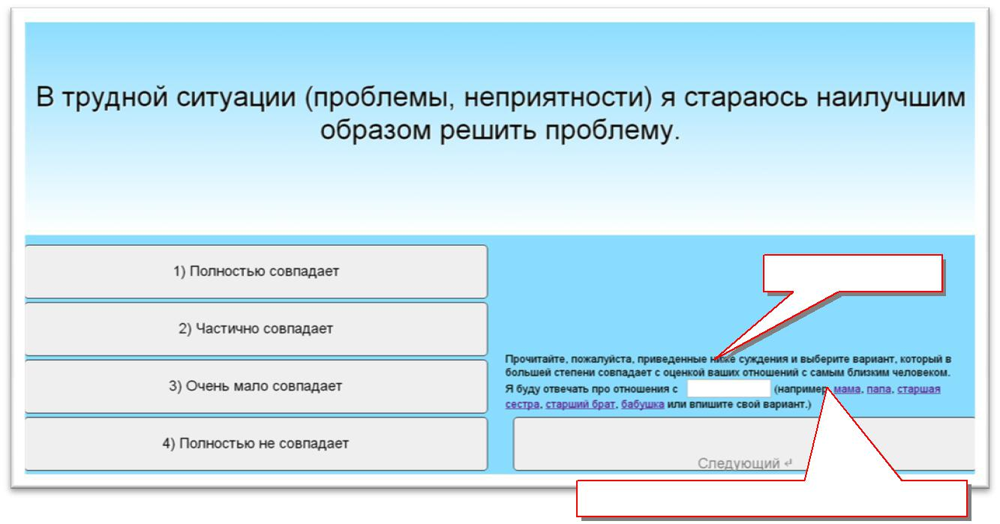 В трудной ситуации (проблемы, неприятности) я стараюсь наилучшим
образом решить проблему.
1) Полностью совпадает
2) Частично совпадает
3) Очень мало совпадает
4) Полностью не совпадает
Прочитайте, пожалуйста, приведенные ниже суждения и выберите вариант, который в
большей степени совпадает с оценкой ваших отношений с самым близким человеком.
Я буду отвечать про отношения с (например, мама, папа, старшая
сестра, старший брат, бабушка или впишите свой вариант.)
Следующий ↵